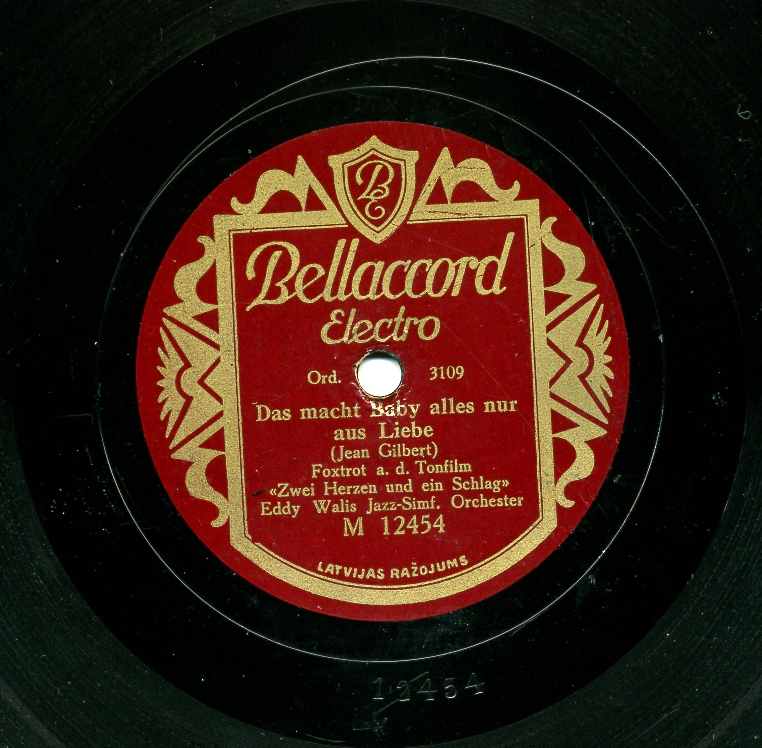 BE
Bellaccord
Electro
Ord. 3109
Das macht Baby alles nur
aus Liebe
(Jean Gilbert)
Foxtrot a. d. Tonfilm
«Zwei Herzen und ein Schlag»
Eddy Walis Jazz-Simf. Orchester
M 12454
LATVIJAS RAŽOJUMS
12454